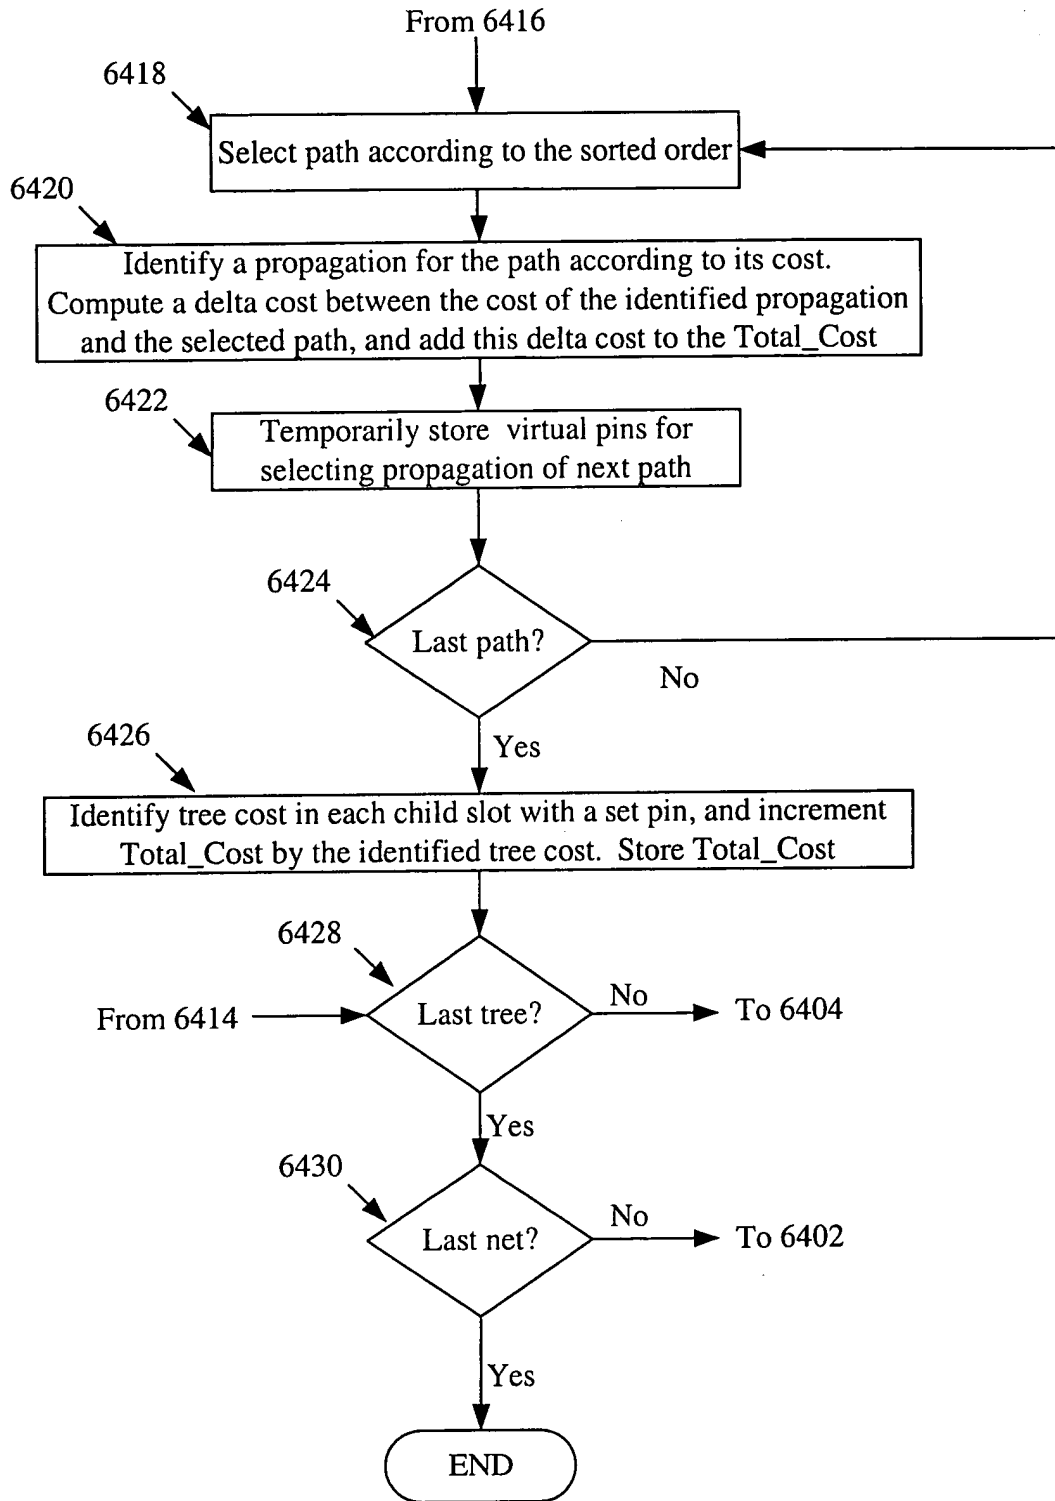 From 6416
6418
Select path according to the sorted order
6420
Identify a propagation for the path according to its cost.
Compute a delta cost between the cost of the identified propagation
and the selected path, and add this delta cost to the Total_Cost
6422
Temporarily store virtual pins for
selecting propagation of next path
6424
Last path?
No
Yes
6426
Identify tree cost in each child slot with a set pin, and increment
Total_Cost by the identified tree cost. Store Total_Cost
6428
From 6414
Last tree?
No
To 6404
Yes
6430
Last net?
No
To 6402
Yes
END